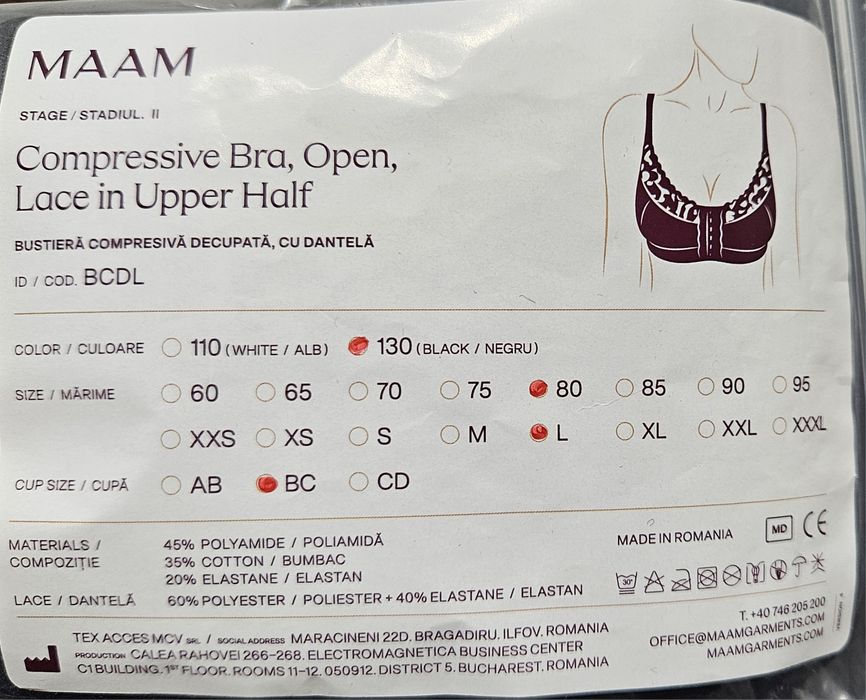 MAAM
STAGE / STADIUL. II
Compressive Bra, Open,
Lace in Upper Half
BUSTIERĂ COMPRESIVĂ DECUPATĂ, CU DANTELĂ
ID / COD. BCDL
COLOR / CULOARE 110 (WHITE / ALB) 130 (BLACK / NEGRU)
SIZE / MĂRIME 60 65 70 75 80 85 90 95
XXS XS S M L XL XXL XXXL
CUP SIZE / CUPĂ AB BC CD
MATERIALS / COMPOZIȚIE
45% POLYAMIDE / POLIAMIDĂ
35% COTTON / BUMBAC
20% ELASTANE / ELASTAN
LACE / DANTELĂ 60% POLYESTER / POLIESTER + 40% ELASTANE / ELASTAN
MADE IN ROMANIA MD CE
30°
TEX ACCES MCV SRL / SOCIAL ADDRESS MARACINENI 22D. BRAGADIRU. ILFOV. ROMANIA
PRODUCTION CALEA RAHOVEI 266-268. ELECTROMAGNETICA BUSINESS CENTER
C1 BUILDING. 1ST FLOOR. ROOMS 11-12. 050912. DISTRICT 5. BUCHAREST. ROMANIA
T. +40 746 205 200
OFFICE@MAAMGARMENTS.COM
MAAMGARMENTS.COM